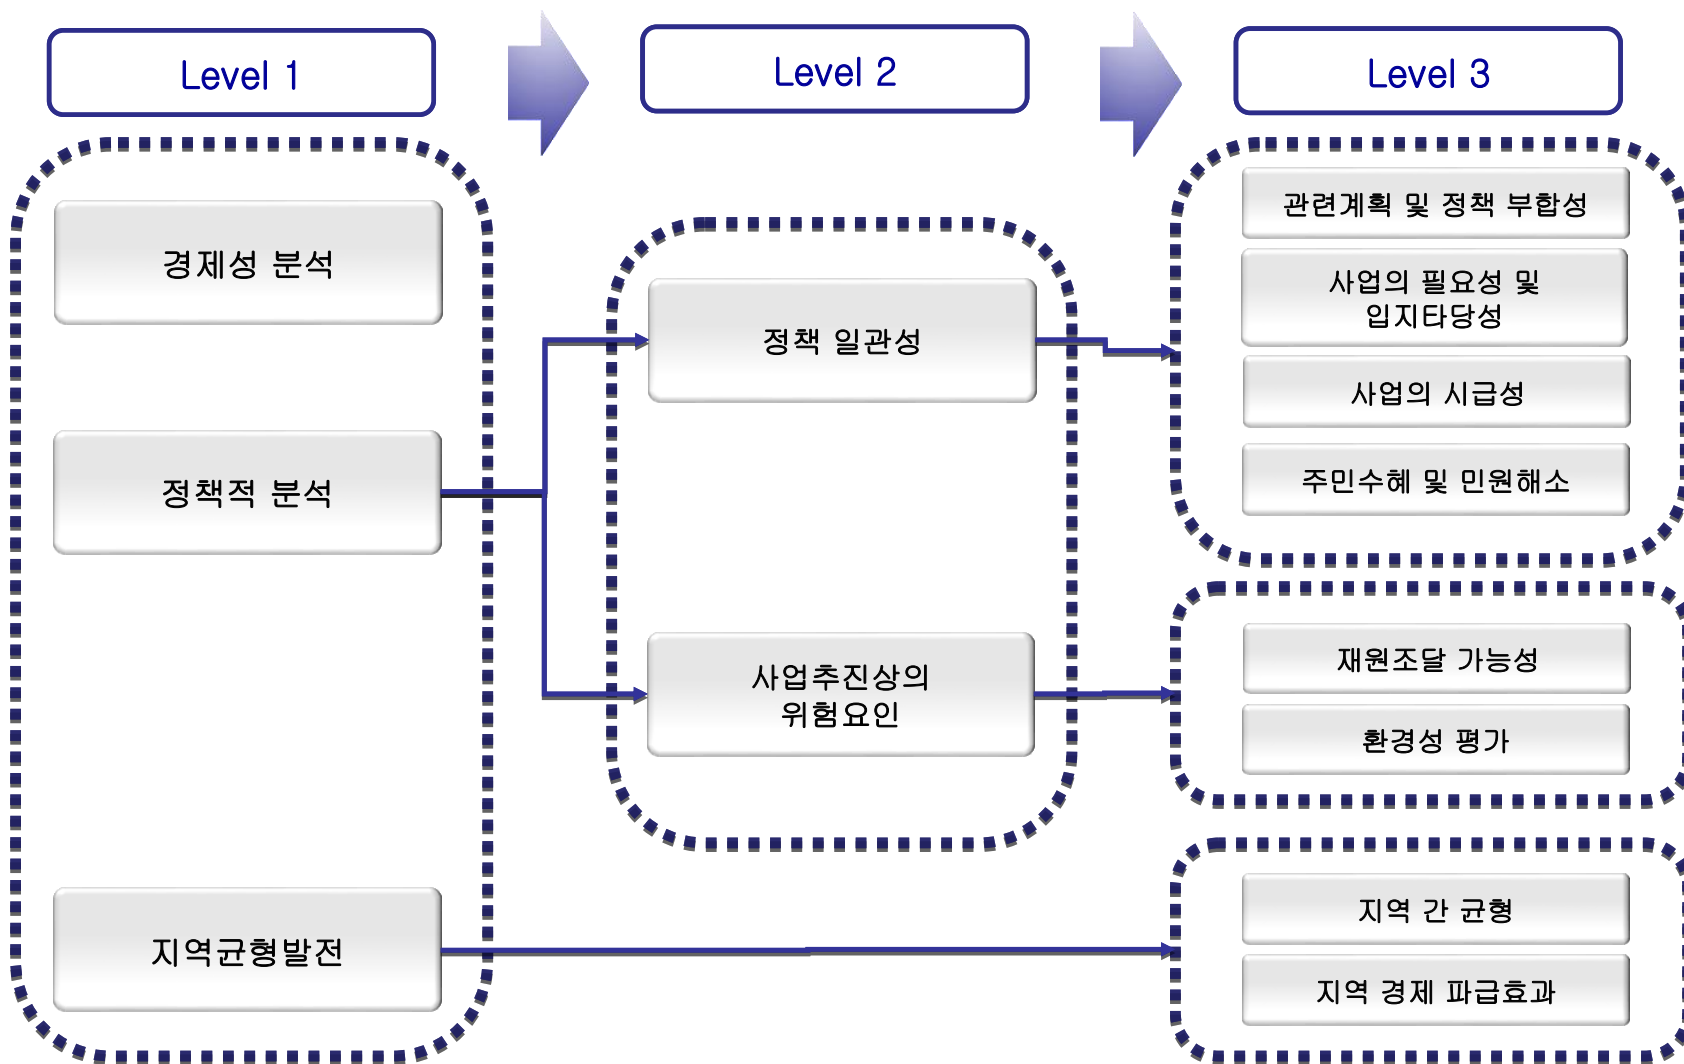 Level 1
Level 2
Level 3
경제성 분석
정책적 분석
지역균형발전
정책 일관성
사업추진상의
위험요인
관련계획 및 정책 부합성
사업의 필요성 및
입지타당성
사업의 시급성
주민수혜 및 민원해소
재원조달 가능성
환경성 평가
지역 간 균형
지역 경제 파급효과